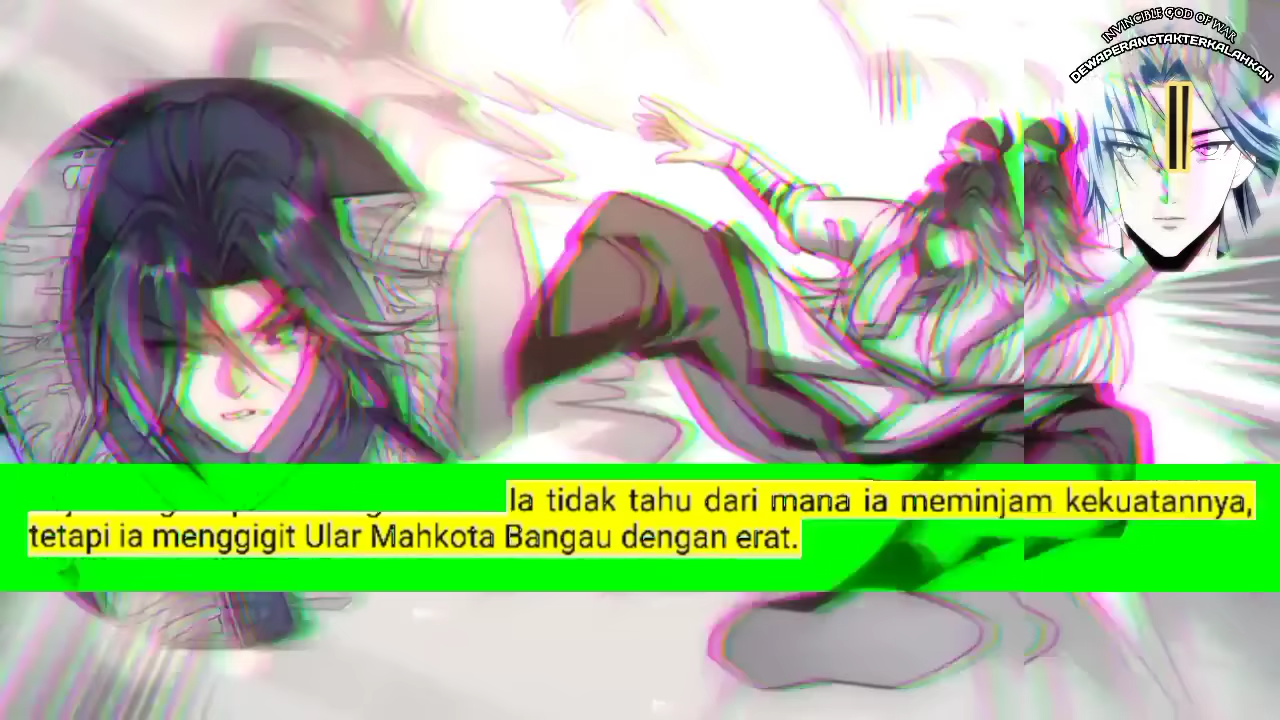 INVINCIBLE GOD OF WAR
DEWAPERANGTAKTERKALAHKAN
Ia tidak tahu dari mana ia meminjam kekuatannya,
tetapi ia menggigit Ular Mahkota Bangau dengan erat.